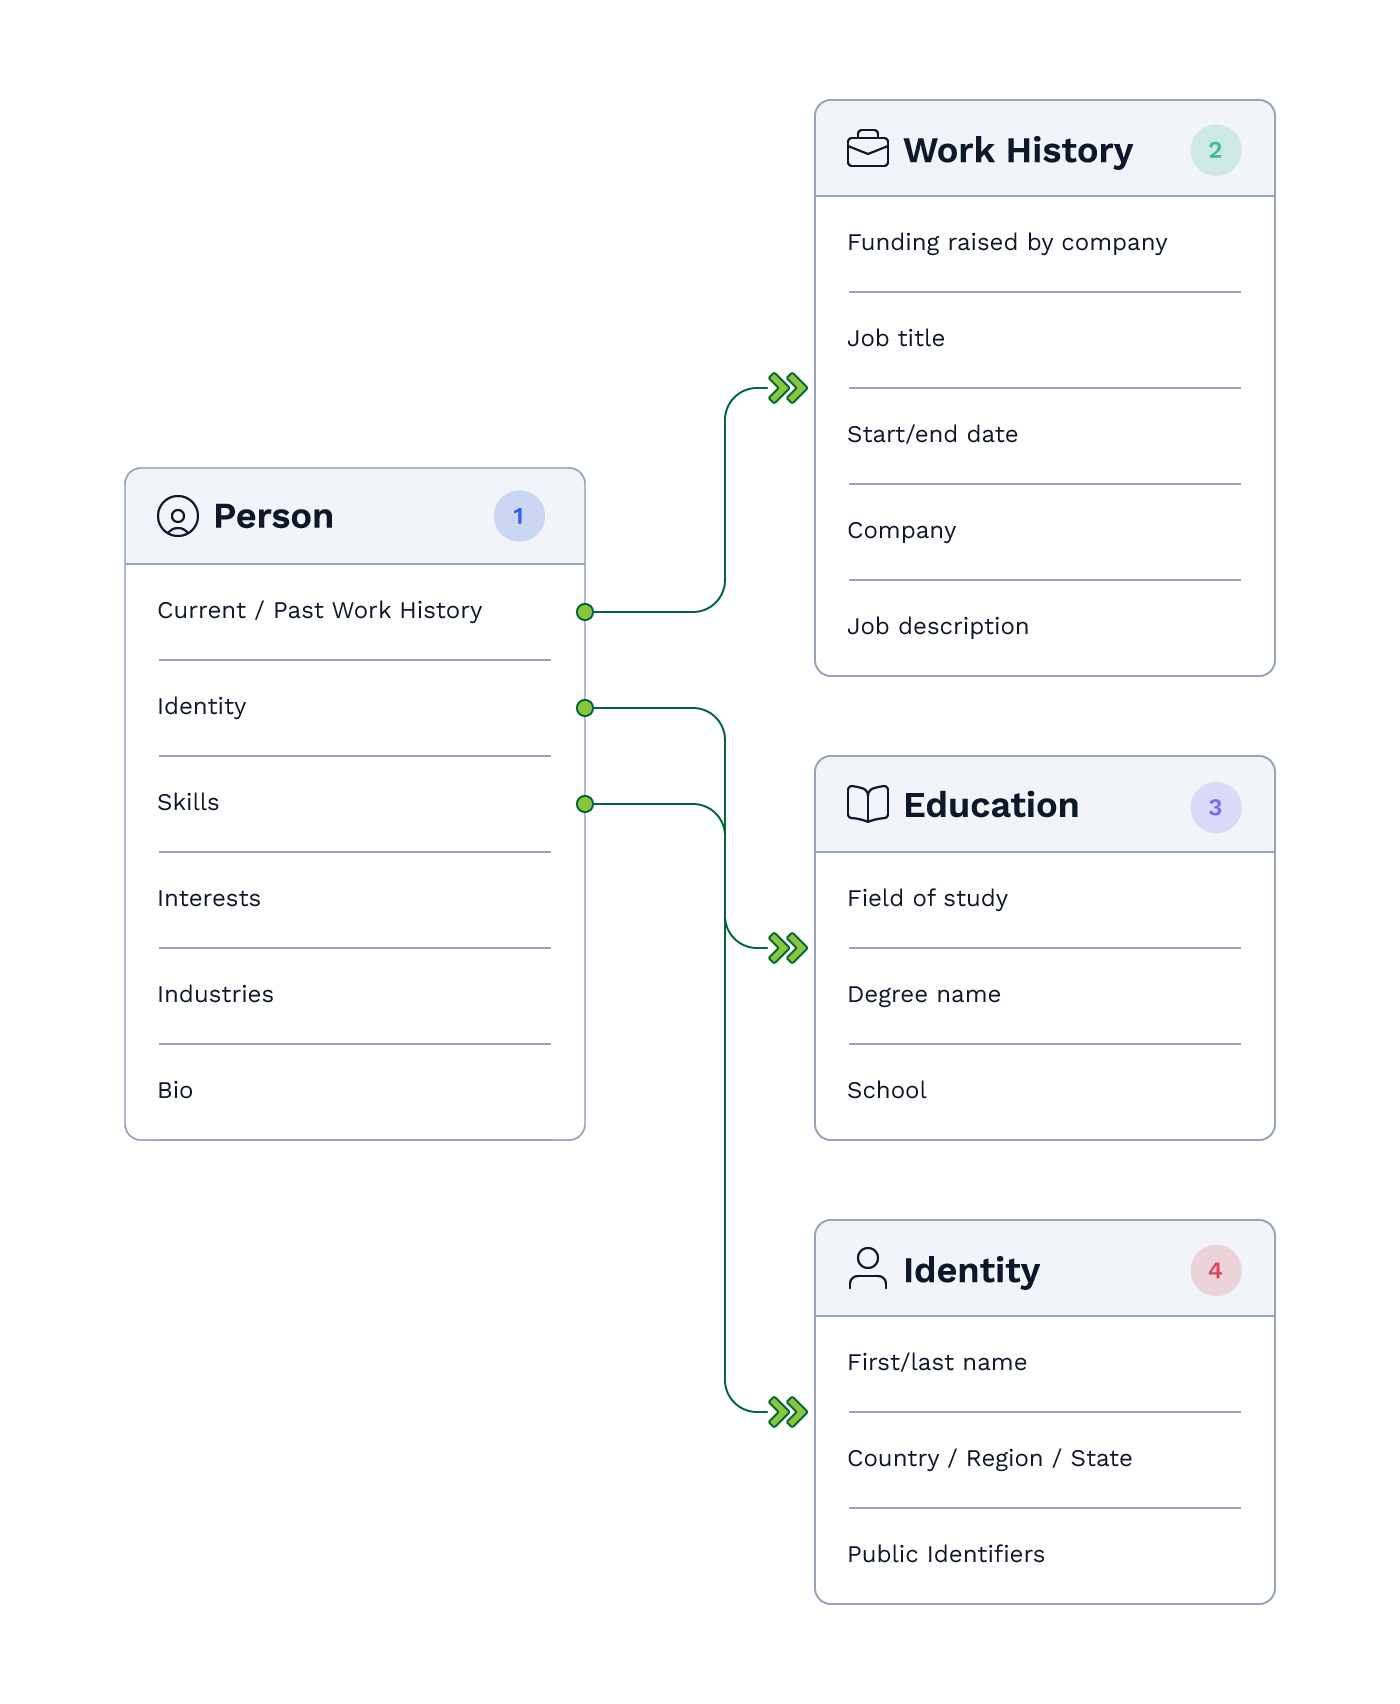 Person
1
Current / Past Work History
Identity
Skills
Interests
Industries
Bio
Work History
2
Funding raised by company
Job title
Start/end date
Company
Job description
Education
3
Field of study
Degree name
School
Identity
4
First/last name
Country / Region / State
Public Identifiers